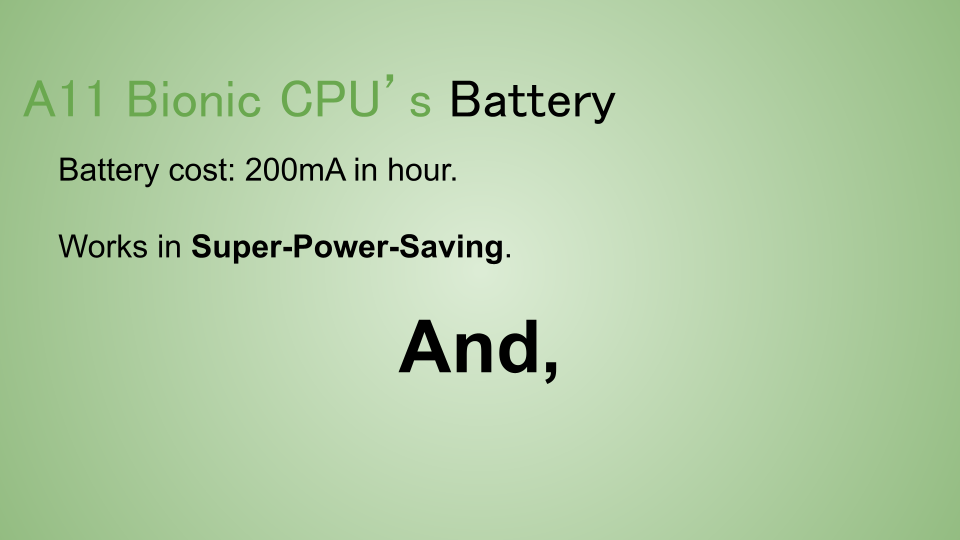 A11 Bionic CPU’s Battery
Battery cost: 200mA in hour.
Works in Super-Power-Saving.
And,